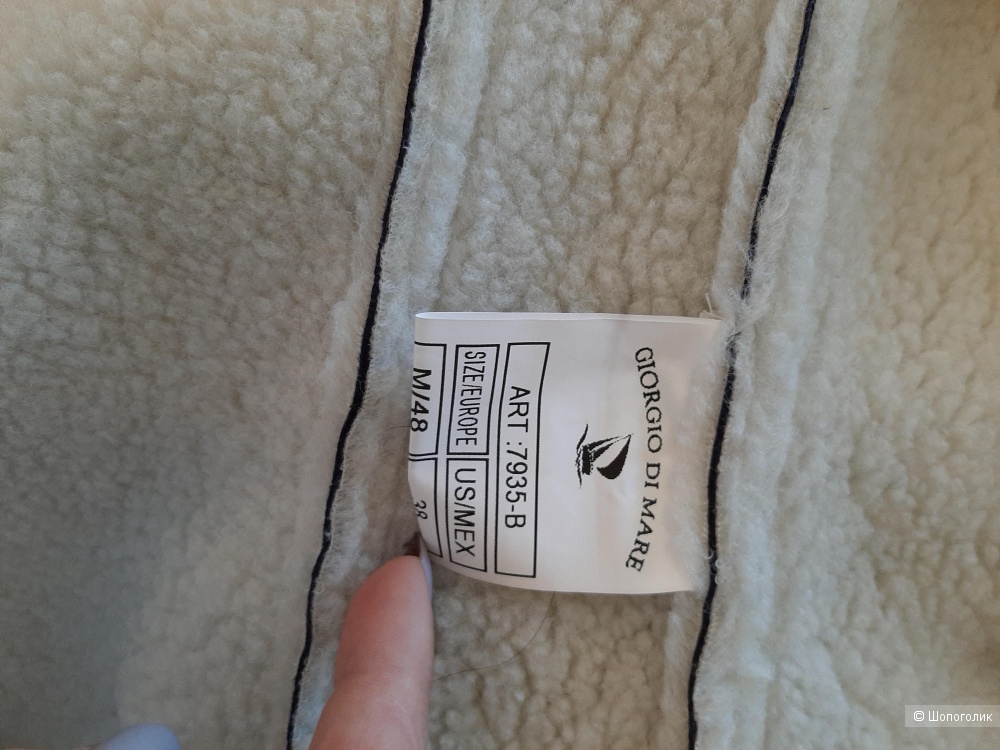 GIORGIO DI MARE
ART :7935-B
SIZE/EUROPE US/MEX
M/48 38
© Шопоголик